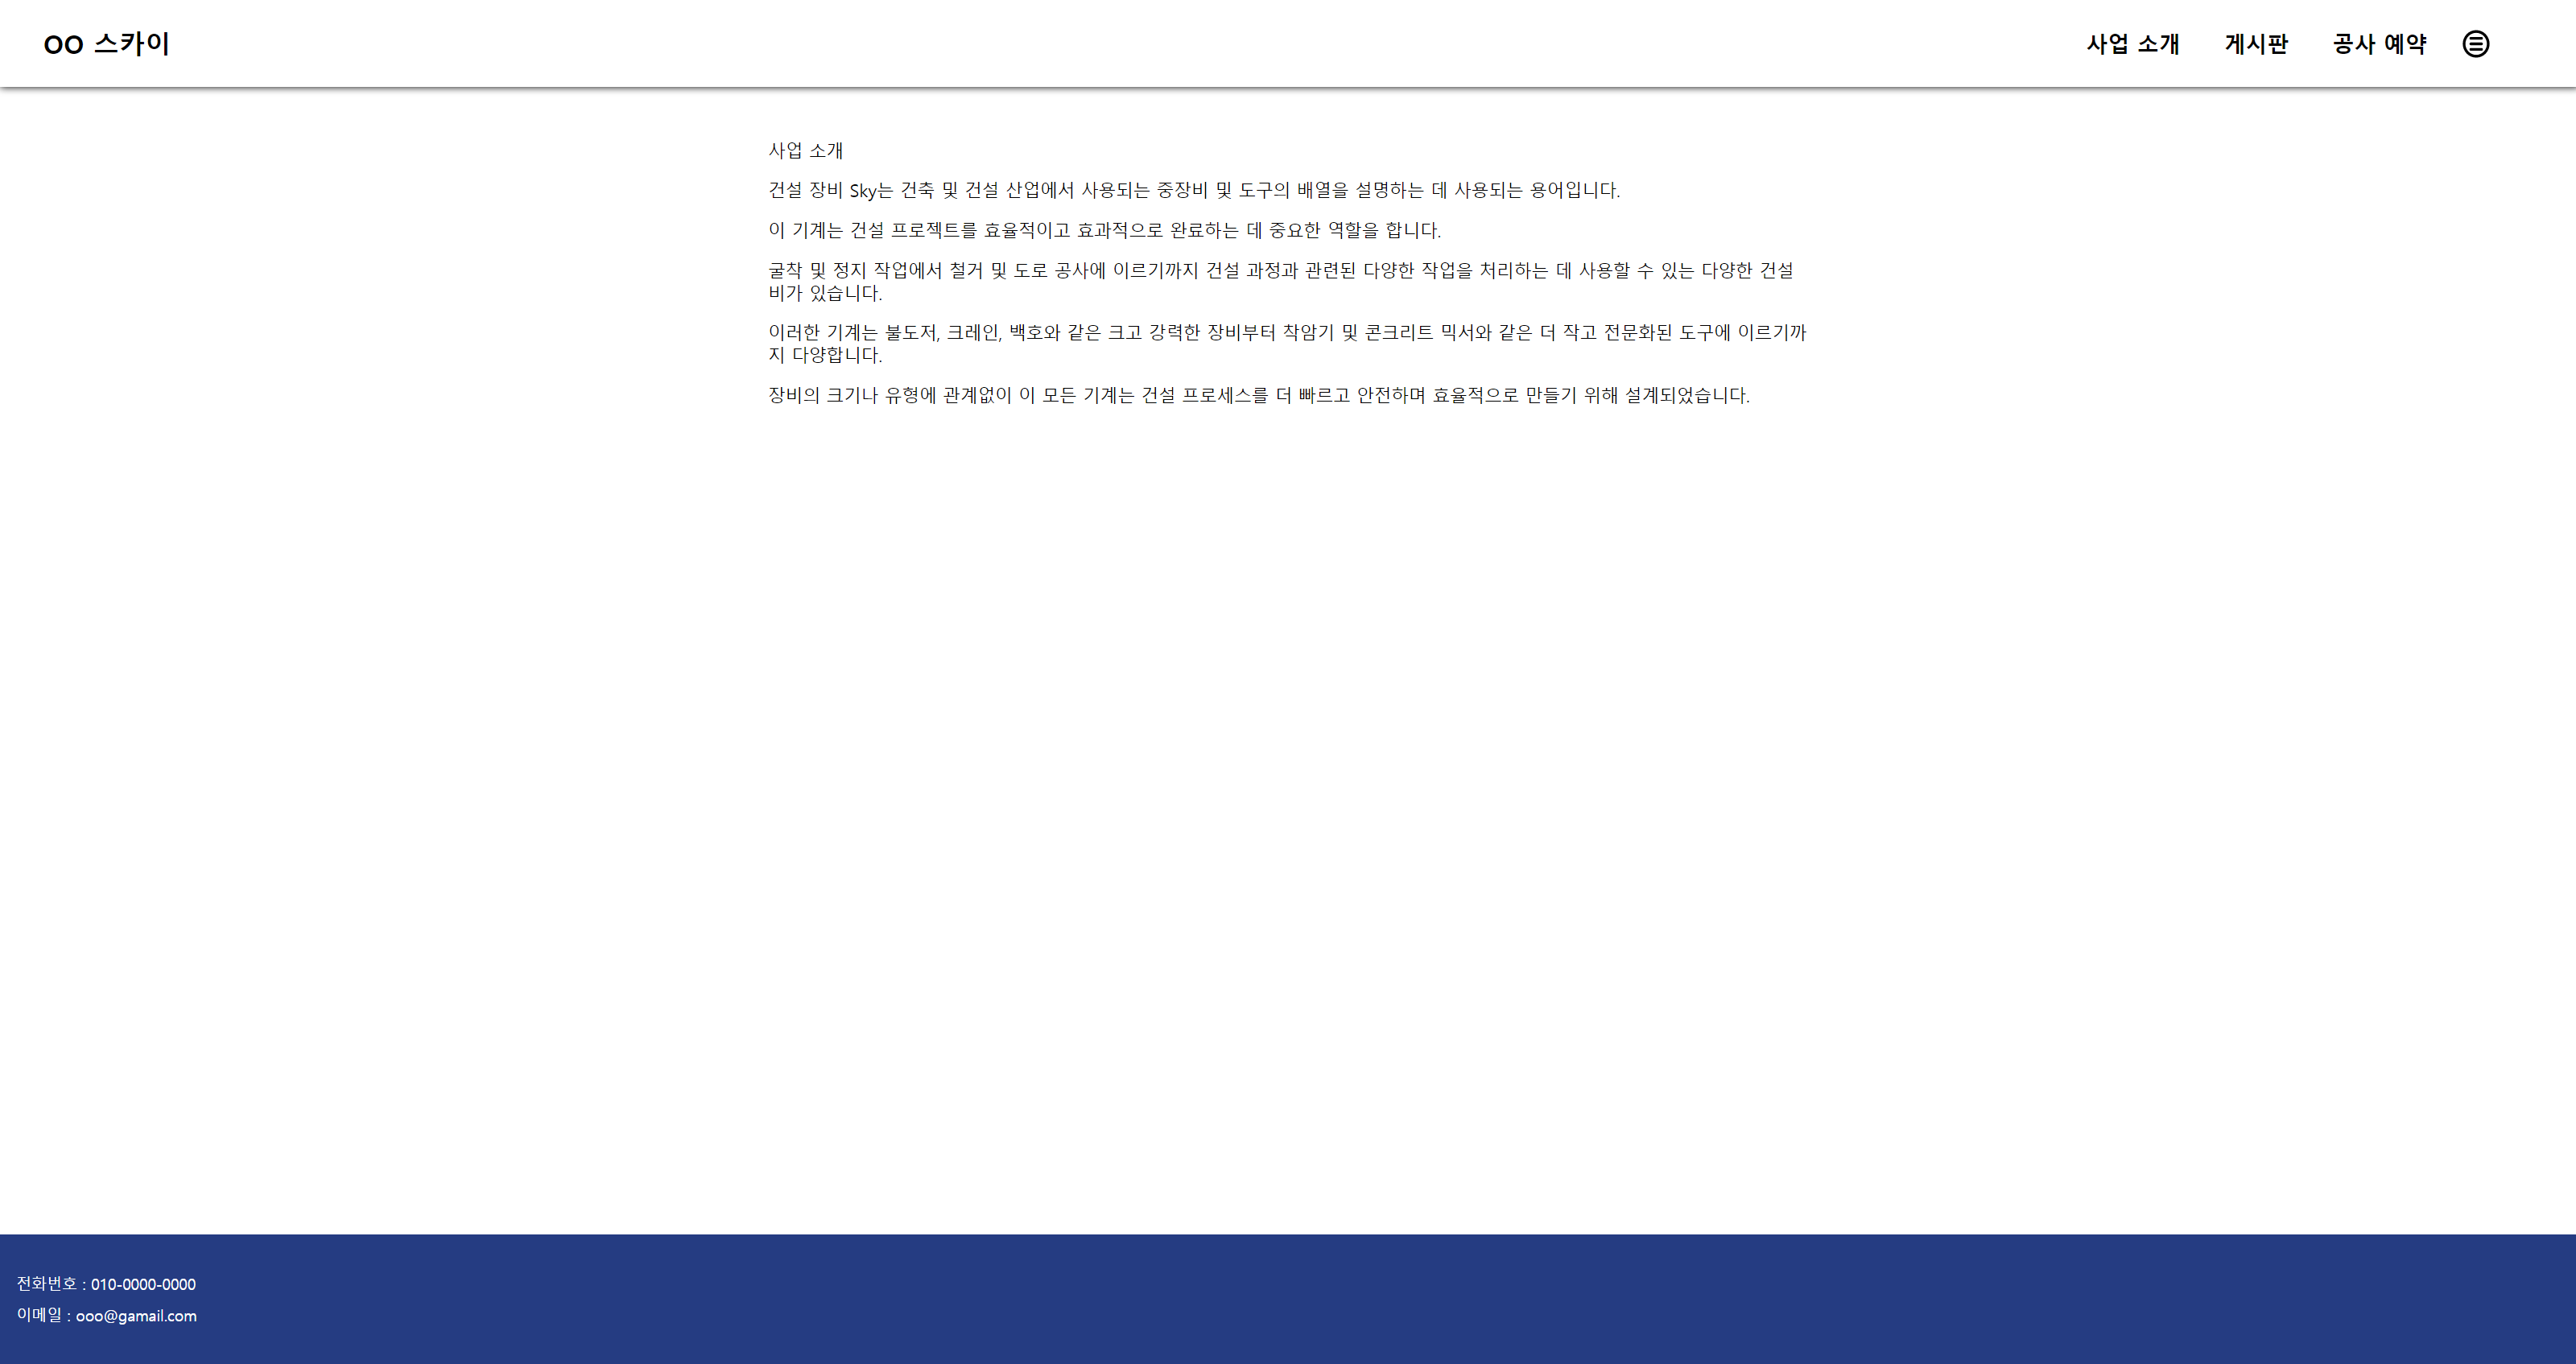 OO 스카이
사업 소개 게시판 공사 예약
사업 소개
건설 장비 Sky는 건축 및 건설 산업에서 사용되는 중장비 및 도구의 배열을 설명하는 데 사용되는 용어입니다.
이 기계는 건설 프로젝트를 효율적이고 효과적으로 완료하는 데 중요한 역할을 합니다.
굴착 및 정지 작업에서 철거 및 도로 공사에 이르기까지 건설 과정과 관련된 다양한 작업을 처리하는 데 사용할 수 있는 다양한 건설
비가 있습니다.
이러한 기계는 불도저, 크레인, 백호와 같은 크고 강력한 장비부터 착암기 및 콘크리트 믹서와 같은 더 작고 전문화된 도구에 이르기까
지 다양합니다.
장비의 크기나 유형에 관계없이 이 모든 기계는 건설 프로세스를 더 빠르고 안전하며 효율적으로 만들기 위해 설계되었습니다.
전화번호 : 010-0000-0000
이메일 : ooo@gamail.com